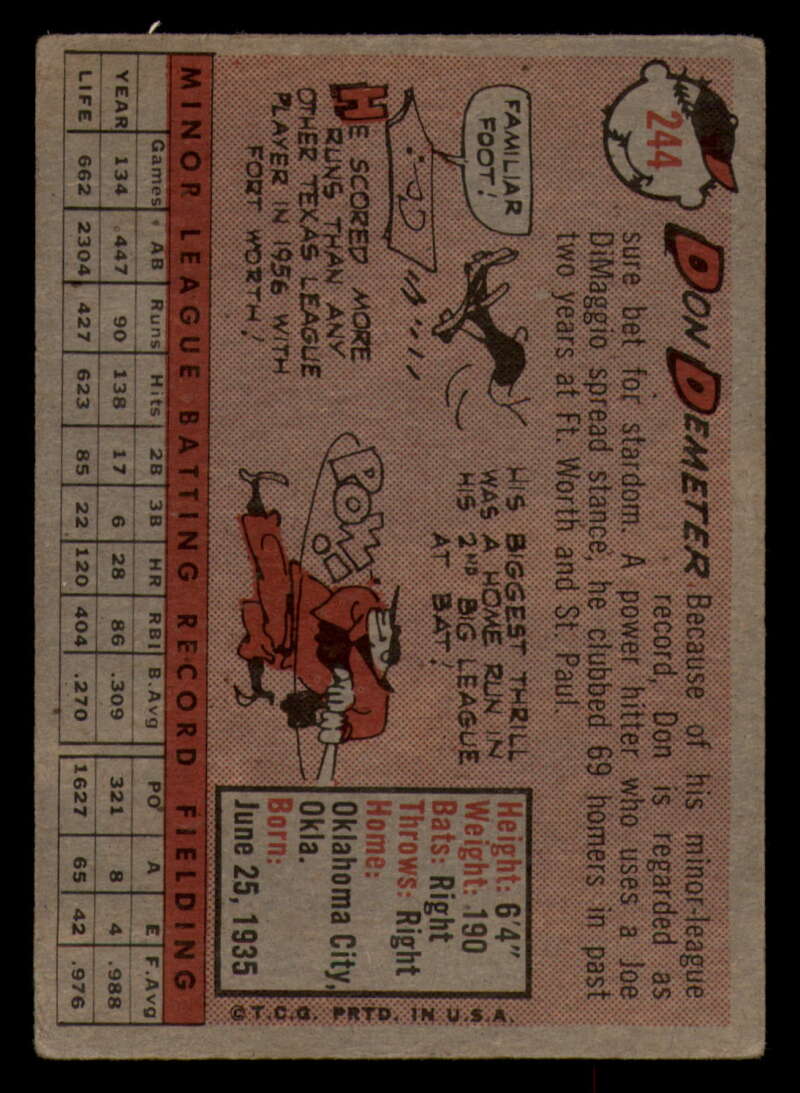 244
DON DEMETER Because of his minor-league
record, Don is regarded as
sure bet for stardom. A power hitter who uses a Joe
DiMaggio spread stance, he clubbed 69 homers in past
two years at Ft. Worth and St. Paul.
FAMILIAR
FOOT!
HE SCORED MORE
RUNS THAN ANY
OTHER TEXAS LEAGUE
PLAYER IN 1956 WITH
FORT WORTH!
HIS BIGGEST THRILL
WAS A HOME RUN IN
HIS 2ND BIG LEAGUE
AT BAT!
POW!
Height: 6'4"
Weight: 190
Bats: Right
Throws: Right
Home:
Oklahoma City,
Okla.
Born:
June 25, 1935
©T.C.G. PRTD. IN U.S.A.
MINOR LEAGUE BATTING RECORD FIELDING
Games AB Runs Hits 2B 3B HR RBI B.Avg PO A E F.Avg
YEAR 134 447 90 138 17 6 28 86 .309 321 8 4 .988
LIFE 662 2304 427 623 85 22 120 404 .270 1627 65 42 .976